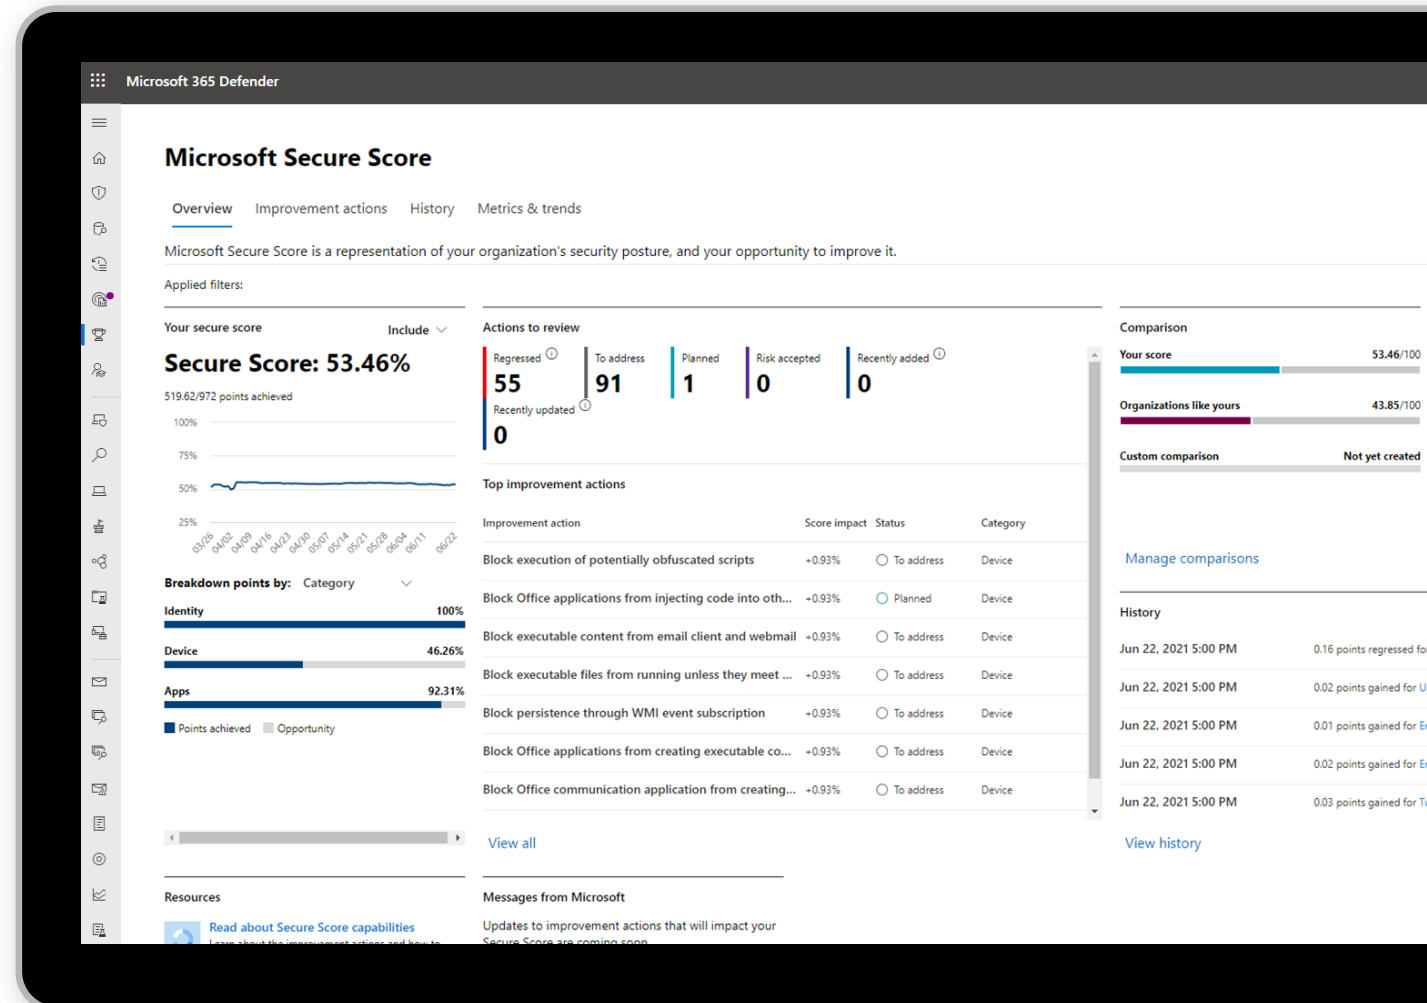 Microsoft 365 Defender
Microsoft Secure Score
Overview Improvement actions History Metrics & trends
Microsoft Secure Score is a representation of your organization's security posture, and your opportunity to improve it.
Applied filters:
Your secure score Include
Secure Score: 53.46%
519.62/972 points achieved
100%
75%
50%
25%
03/26 04/02 04/09 04/16 04/23 04/30 05/07 05/14 05/21 05/28 06/04 06/11 06/22
Breakdown points by: Category
Identity 100%
Device 46.26%
Apps 92.31%
Points achieved Opportunity
Actions to review
Regressed To address Planned Risk accepted Recently added
55 91 1 0 0
Recently updated
0
Top improvement actions
Improvement action Score impact Status Category
Block execution of potentially obfuscated scripts +0.93% To address Device
Block Office applications from injecting code into oth... +0.93% Planned Device
Block executable content from email client and webmail +0.93% To address Device
Block executable files from running unless they meet ... +0.93% To address Device
Block persistence through WMI event subscription +0.93% To address Device
Block Office applications from creating executable co... +0.93% To address Device
Block Office communication application from creating... +0.93% To address Device
View all
Comparison
Your score 53.46/100
Organizations like yours 43.85/100
Custom comparison Not yet created
Manage comparisons
History
Jun 22, 2021 5:00 PM 0.16 points regressed for
Jun 22, 2021 5:00 PM 0.02 points gained for U
Jun 22, 2021 5:00 PM 0.01 points gained for
Jun 22, 2021 5:00 PM 0.02 points gained for
Jun 22, 2021 5:00 PM 0.03 points gained for
View history
Resources
Read about Secure Score capabilities
Learn about the improvement actions and how to
Messages from Microsoft
Updates to improvement actions that will impact your
Secure Score are coming soon